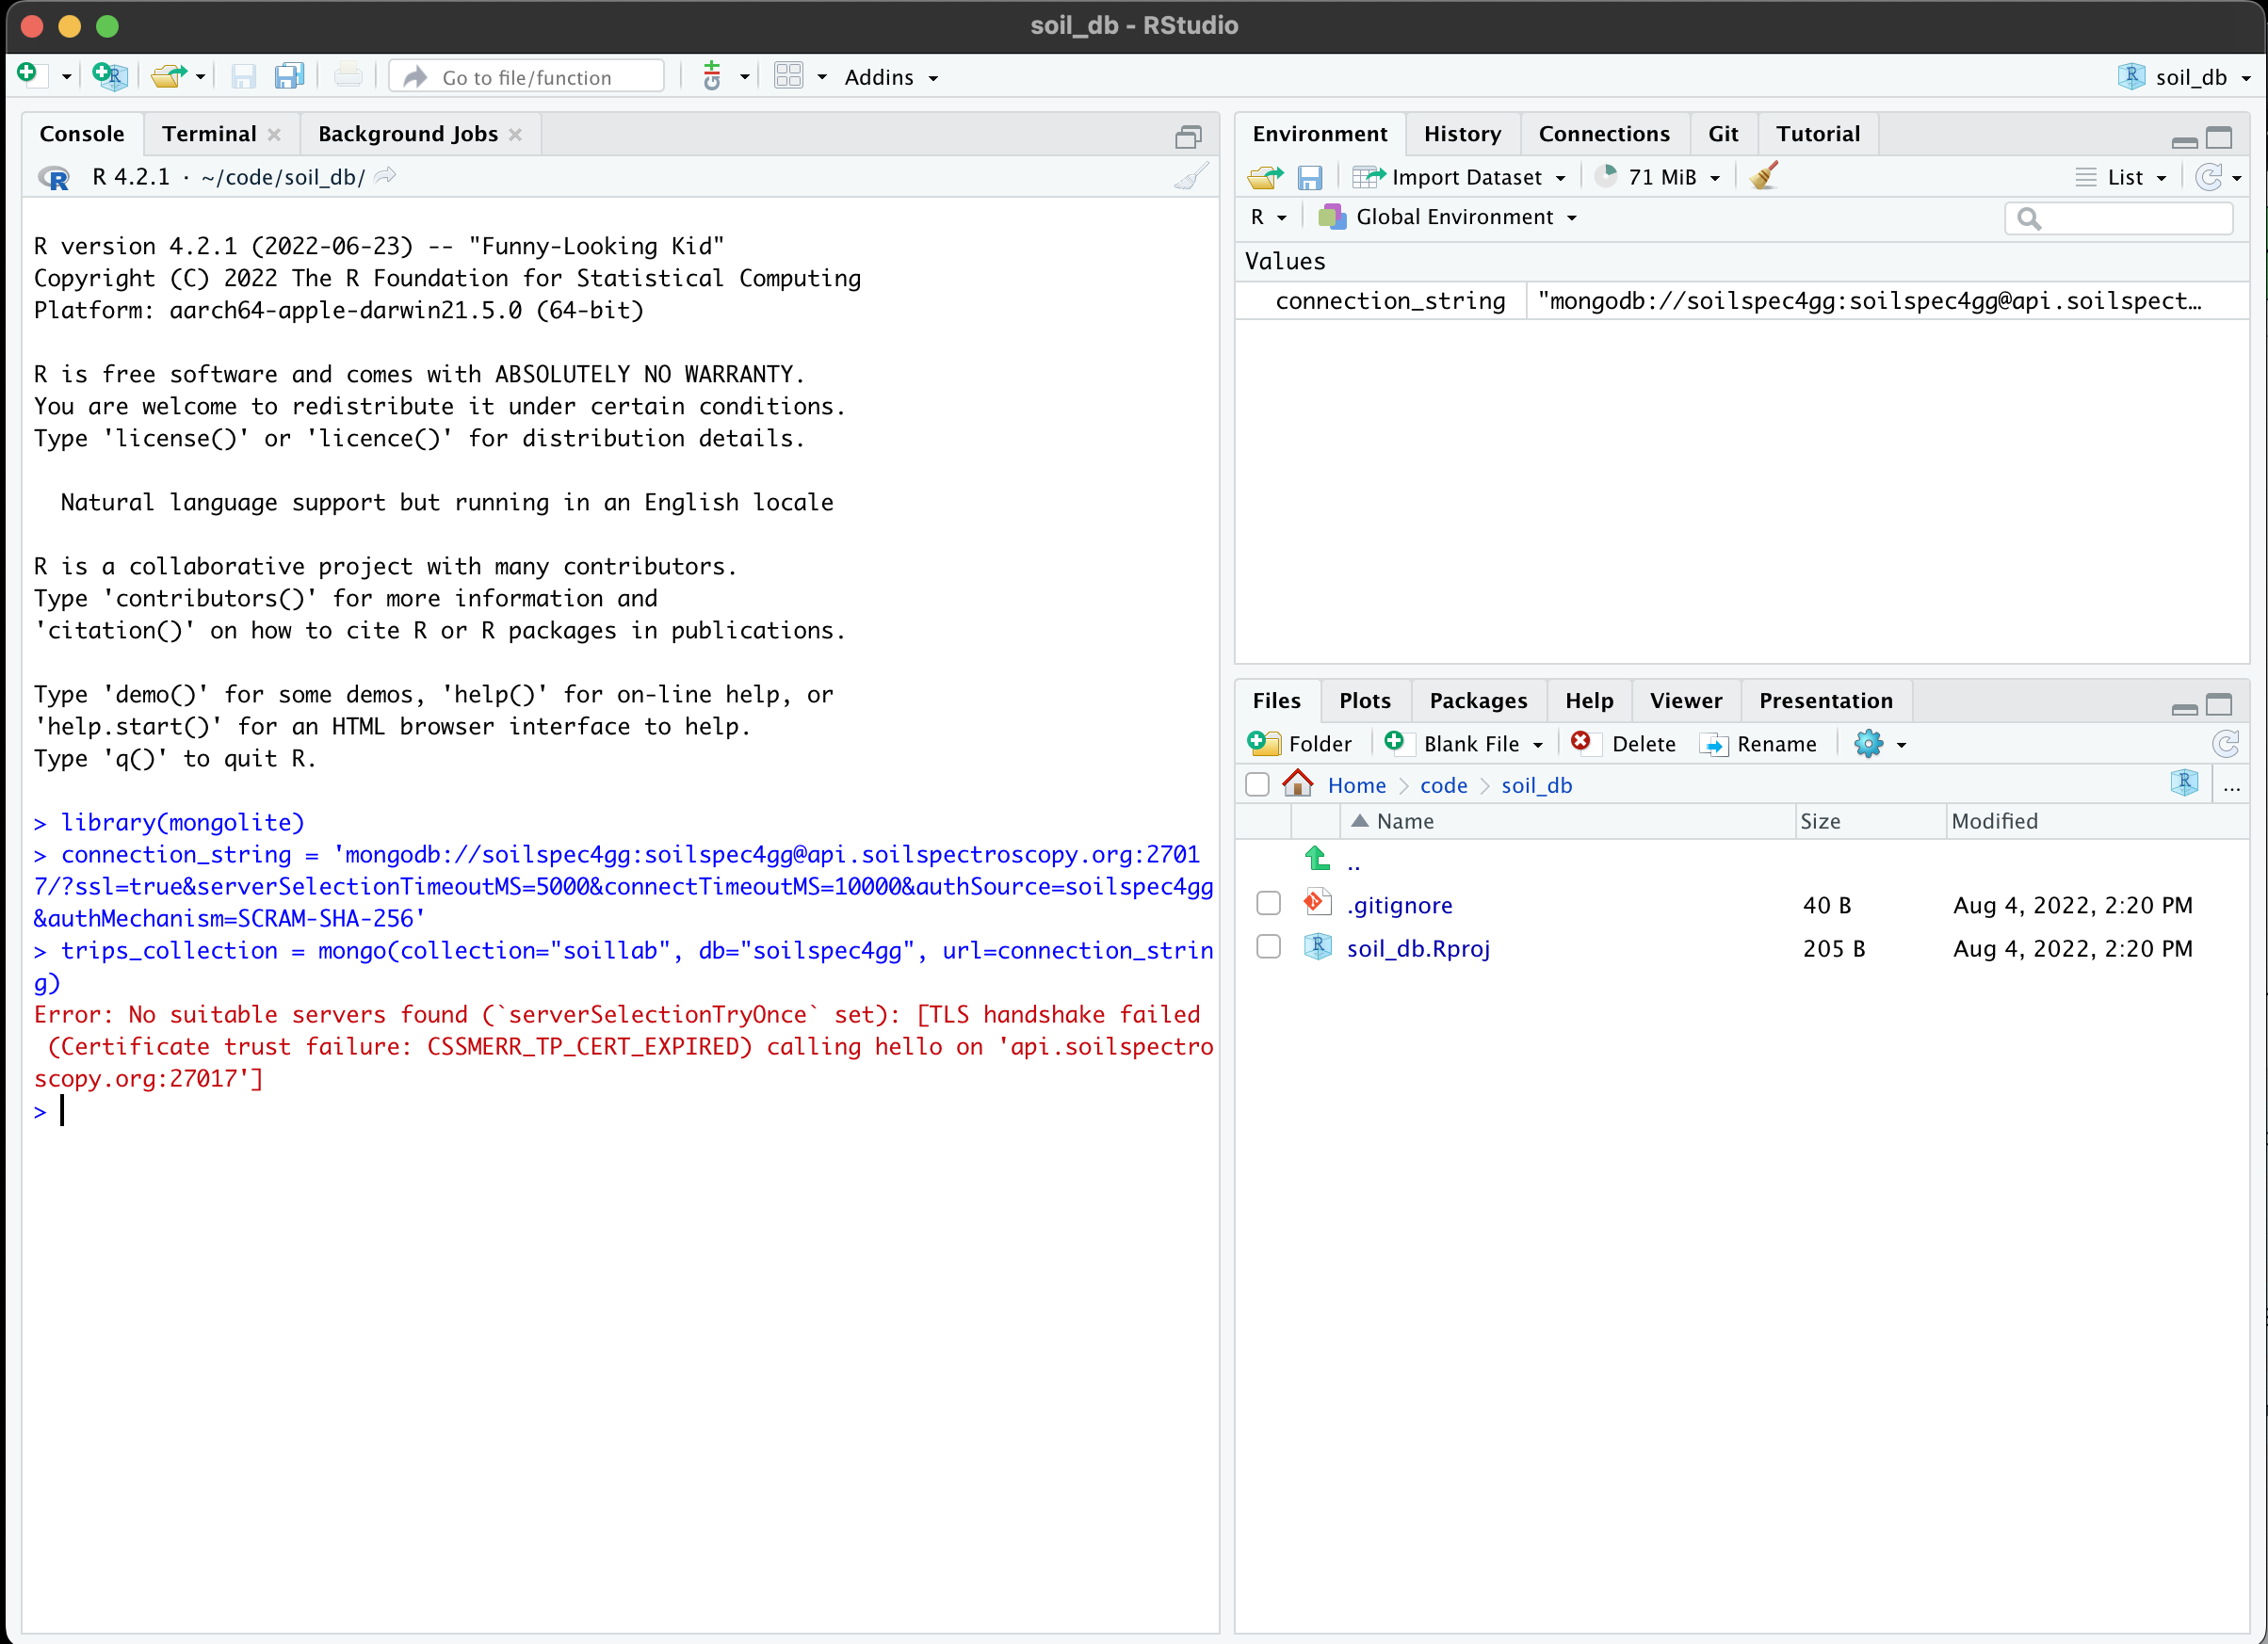 soil_db - RStudio
Go to file/function
Addins
soil_db
Console
Terminal
Background Jobs
R 4.2.1 · ~/code/soil_db/
R version 4.2.1 (2022-06-23) -- "Funny-Looking Kid"
Copyright (C) 2022 The R Foundation for Statistical Computing
Platform: aarch64-apple-darwin21.5.0 (64-bit)
R is free software and comes with ABSOLUTELY NO WARRANTY.
You are welcome to redistribute it under certain conditions.
Type 'license()' or 'licence()' for distribution details.
Natural language support but running in an English locale
R is a collaborative project with many contributors.
Type 'contributors()' for more information and
'citation()' on how to cite R or R packages in publications.
Type 'demo()' for some demos, 'help()' for on-line help, or
'help.start()' for an HTML browser interface to help.
Type 'q()' to quit R.
> library(mongolite)
> connection_string = 'mongodb://soilspec4gg:soilspec4gg@api.soilspectroscopy.org:2701
7/?ssl=true&serverSelectionTimeoutMS=5000&connectTimeoutMS=10000&authSource=soilspec4gg
&authMechanism=SCRAM-SHA-256'
> trips_collection = mongo(collection="soillab", db="soilspec4gg", url=connection_strin
g)
Error: No suitable servers found (`serverSelectionTryOnce` set): [TLS handshake failed
(Certificate trust failure: CSSMERR_TP_CERT_EXPIRED) calling hello on 'api.soilspectro
scopy.org:27017']
>
Environment
History
Connections
Git
Tutorial
Import Dataset
71 MiB
List
R
Global Environment
Values
connection_string
"mongodb://soilspec4gg:soilspec4gg@api.soilspect…
Files
Plots
Packages
Help
Viewer
Presentation
Folder
Blank File
Delete
Rename
Home
code
soil_db
...
Name
Size
Modified
..
.gitignore
40 B
Aug 4, 2022, 2:20 PM
soil_db.Rproj
205 B
Aug 4, 2022, 2:20 PM